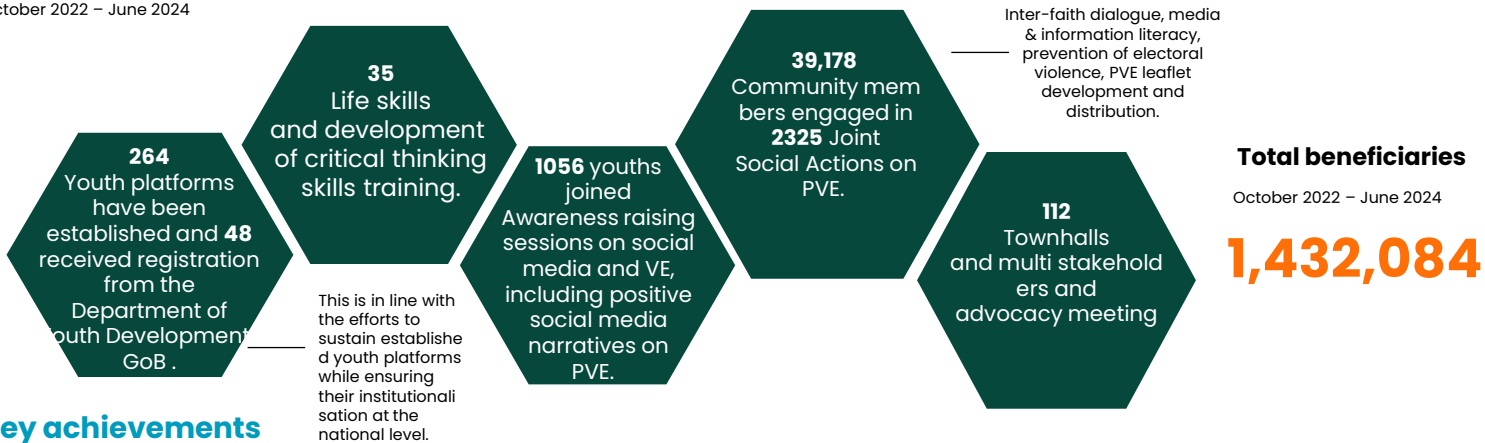 ctober 2022 – June 2024
264
Youth platforms
have been
established and 48
received registration
from the
Department of
outh Development
GoB .
This is in line with
the efforts to
sustain establishe
d youth platforms
while ensuring
their institutionali
sation at the
national level.
35
Life skills
and development
of critical thinking
skills training.
1056 youths
joined
Awareness raising
sessions on social
media and VE,
including positive
social media
narratives on
PVE.
39,178
Community mem
bers engaged in
2325 Joint
Social Actions on
PVE.
Inter-faith dialogue, media
& information literacy,
prevention of electoral
violence, PVE leaflet
development and
distribution.
112
Townhalls
and multi stakehold
ers and
advocacy meeting
Total beneficiaries
October 2022 – June 2024
1,432,084
ey achievements